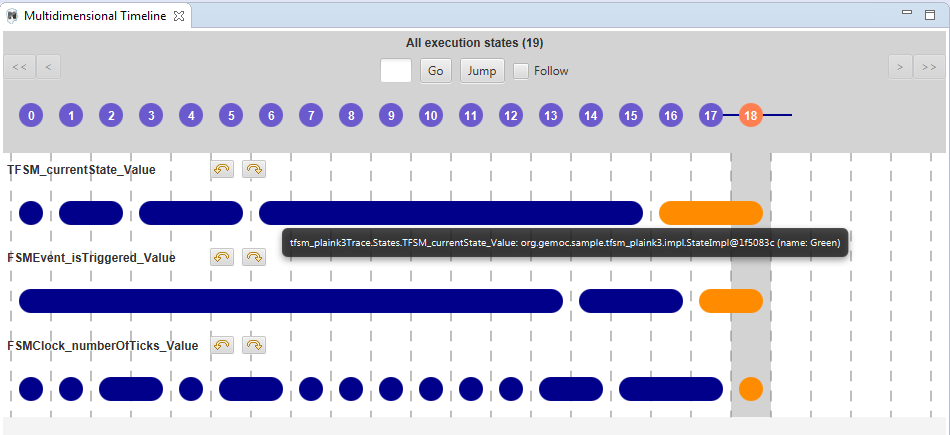 Multidimensional Timeline
All execution states (19)
<< < Go Jump Follow > >>
0 1 2 3 4 5 6 7 8 9 10 11 12 13 14 15 16 17 18
TFSM_currentState_Value
tfsm_plaink3Trace.States.TFSM_currentState_Value: org.gemoc.sample.tfsm_plaink3.impl.StateImpl@1f5083c (name: Green)
FSMEvent_isTriggered_Value
FSMClock_numberOfTicks_Value